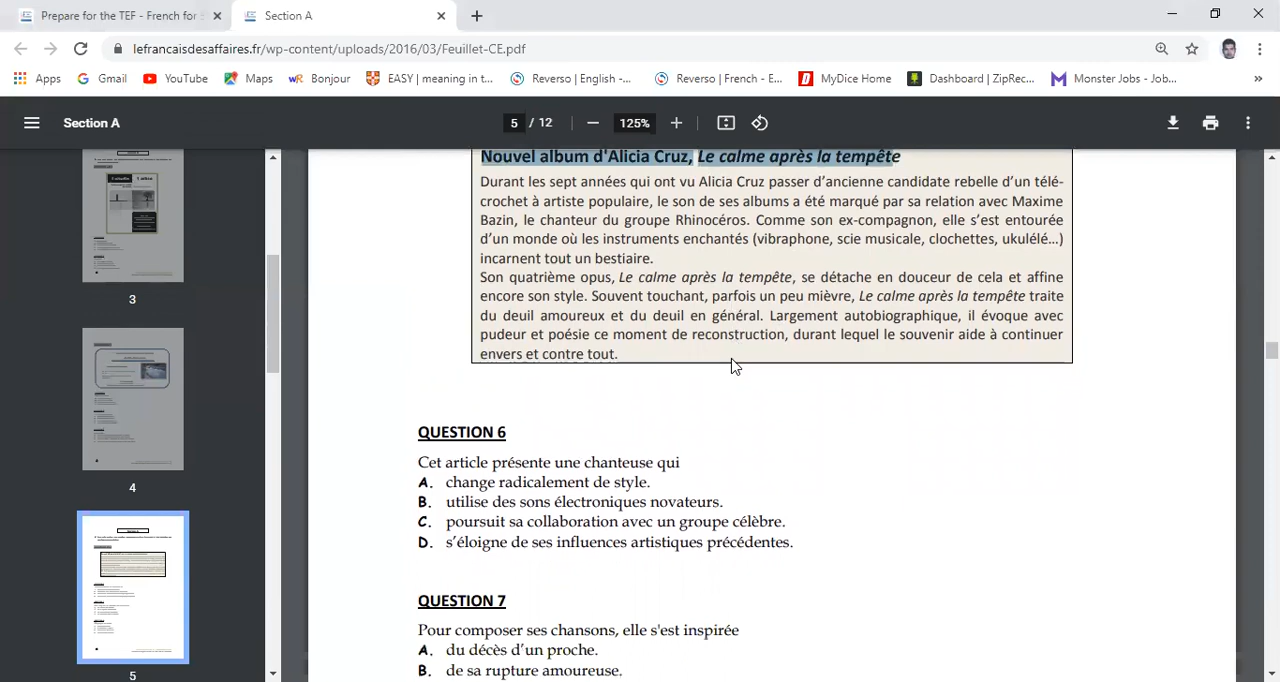 Prepare for the TEF - French for B
Section A
lefrancaisdesaffaires.fr/wp-content/uploads/2016/03/Feuillet-CE.pdf
Apps
Gmail
YouTube
Maps
Bonjour
EASY | meaning in t...
Reverso | English -...
Reverso | French - E...
MyDice Home
Dashboard | ZipRec...
Monster Jobs - Job...
»
Section A
5 / 12
125%
3
4
5
Nouvel album d'Alicia Cruz, Le calme après la tempête
Durant les sept années qui ont vu Alicia Cruz passer d'ancienne candidate rebelle d'un télé-
crochet à artiste populaire, le son de ses albums a été marqué par sa relation avec Maxime
Bazin, le chanteur du groupe Rhinocéros. Comme son ex-compagnon, elle s'est entourée
d'un monde où les instruments enchantés (vibraphone, scie musicale, clochettes, ukulélé...)
incarnent tout un bestiaire.
Son quatrième opus, Le calme après la tempête, se détache en douceur de cela et affine
encore son style. Souvent touchant, parfois un peu mièvre, Le calme après la tempête traite
du deuil amoureux et du deuil en général. Largement autobiographique, il évoque avec
pudeur et poésie ce moment de reconstruction, durant lequel le souvenir aide à continuer
envers et contre tout.
QUESTION 6
Cet article présente une chanteuse qui
A. change radicalement de style.
B. utilise des sons électroniques novateurs.
C. poursuit sa collaboration avec un groupe célèbre.
D. s'éloigne de ses influences artistiques précédentes.
QUESTION 7
Pour composer ses chansons, elle s'est inspirée
A. du décès d'un proche.
B. de sa rupture amoureuse.